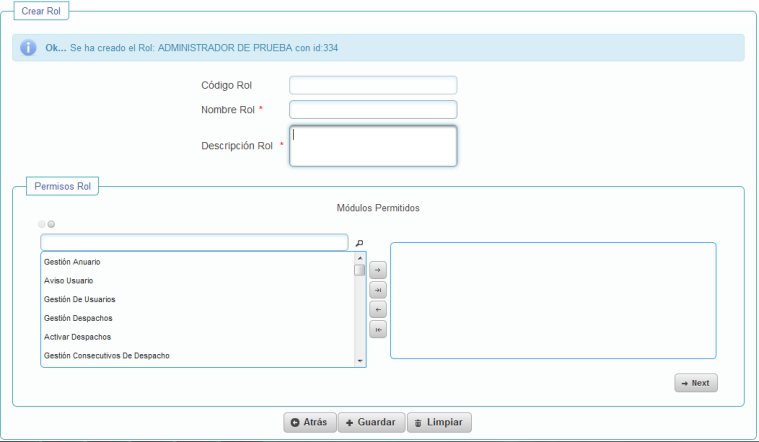 Crear Rol
Ok... Se ha creado el Rol: ADMINISTRADOR DE PRUEBA con id:334
Código Rol
Nombre Rol *
Descripción Rol *
Permisos Rol
Módulos Permitidos
Gestión Anuario
Aviso Usuario
Gestión De Usuarios
Gestión Despachos
Activar Despachos
Gestión Consecutivos De Despacho
Next
Atrás Guardar Limpiar